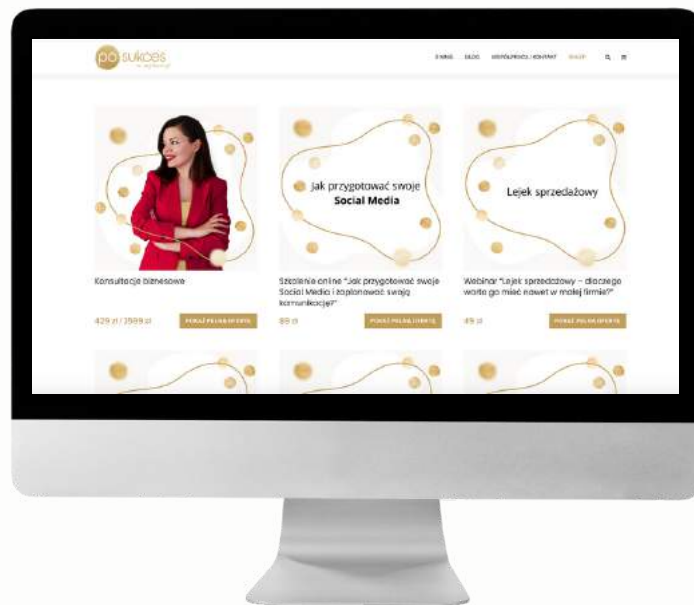 po sukces
O NAS BLOG WSPÓŁPRACA / KONTAKT SKLEP
Jak przygotować swoje
Social Media
Lejek sprzedażowy
Konsultacje biznesowe
Szkolenie online "Jak przygotować swoje
Social Media i zaplanować swoją
komunikację?"
Webinar "Lejek sprzedażowy – dlaczego
warto go mieć nawet w małej firmie?"
429 zł / 1599 zł
POKAŻ PEŁNĄ OFERTĘ
89 zł
POKAŻ PEŁNĄ OFERTĘ
49 zł
POKAŻ PEŁNĄ OFERTĘ